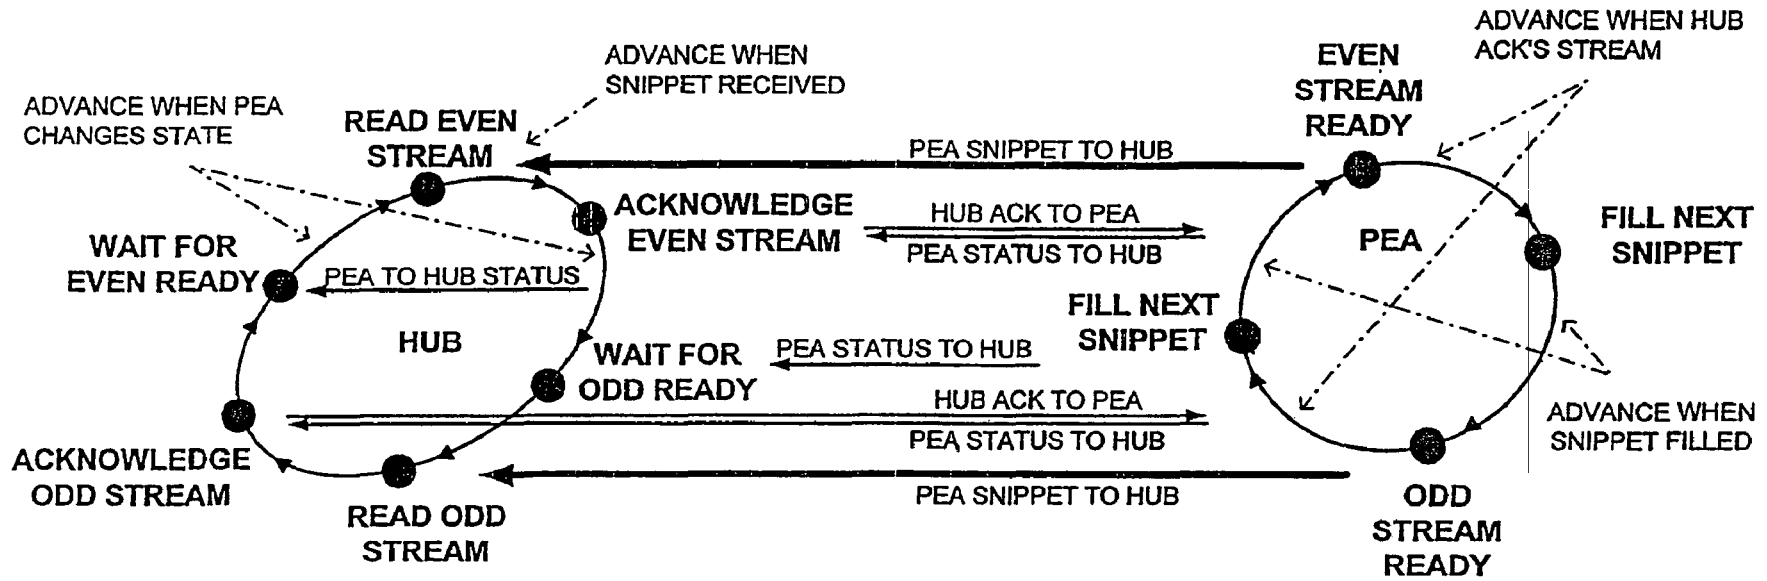 ADVANCE WHEN HUB
ACK'S STREAM
ADVANCE WHEN
SNIPPET RECEIVED
EVEN
STREAM
READY
ADVANCE WHEN PEA
CHANGES STATE
READ EVEN
STREAM
PEA SNIPPET TO HUB
ACKNOWLEDGE
EVEN STREAM
HUB ACK TO PEA
PEA STATUS TO HUB
PEA
FILL NEXT
SNIPPET
WAIT FOR
EVEN READY
PEA TO HUB STATUS
FILL NEXT
SNIPPET
HUB
WAIT FOR
ODD READY
PEA STATUS TO HUB
HUB ACK TO PEA
PEA STATUS TO HUB
ADVANCE WHEN
SNIPPET FILLED
ACKNOWLEDGE
ODD STREAM
READ ODD
STREAM
PEA SNIPPET TO HUB
ODD
STREAM
READY